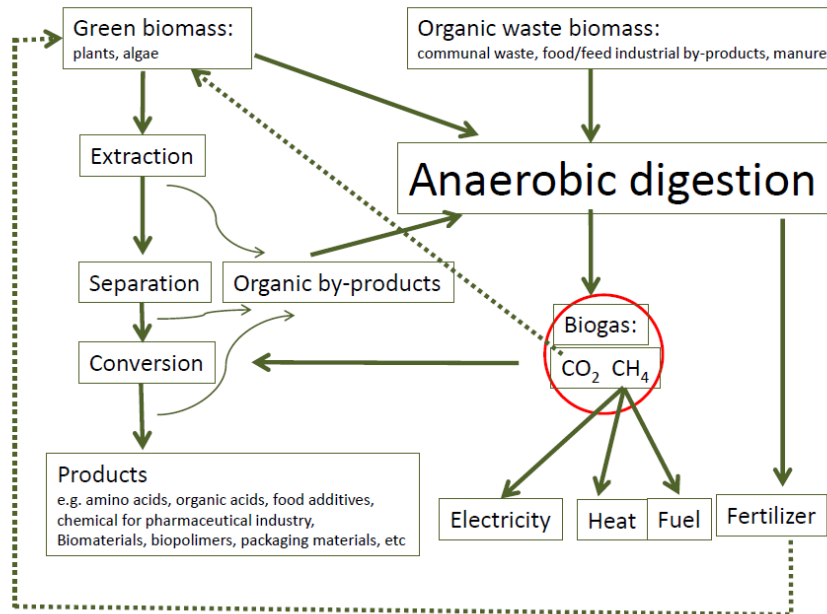 Green biomass:
plants, algae
Organic waste biomass:
communal waste, food/feed industrial by-products, manure
Extraction
Anaerobic digestion
Separation
Organic by-products
Biogas:
Conversion
CO₂ CH₄
Products
e.g. amino acids, organic acids, food additives,
chemical for pharmaceutical industry,
Biomaterials, biopolimers, packaging materials, etc
Electricity
Heat
Fuel
Fertilizer